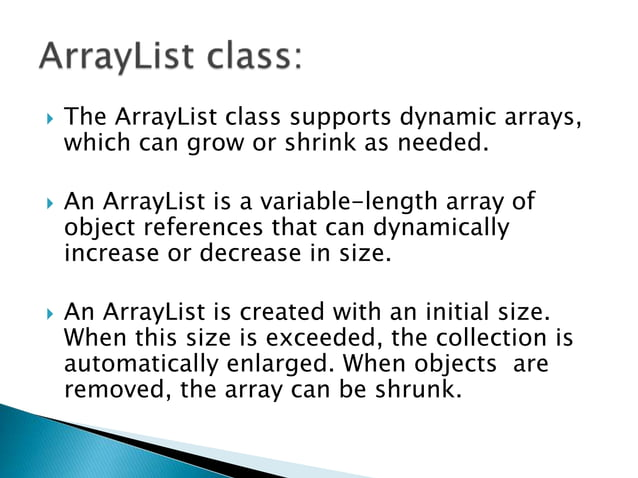 ArrayList class:
The ArrayList class supports dynamic arrays,
which can grow or shrink as needed.
An ArrayList is a variable-length array of
object references that can dynamically
increase or decrease in size.
An ArrayList is created with an initial size.
When this size is exceeded, the collection is
automatically enlarged. When objects  are
removed, the array can be shrunk.